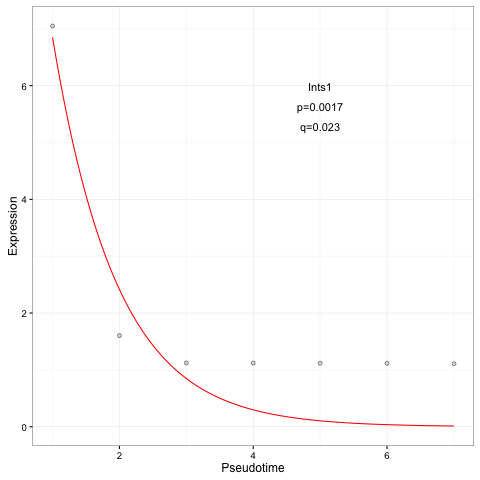 Ints1
p=0.0017
q=0.023
Expression
6
4
2
0
2 4 6
Pseudotime